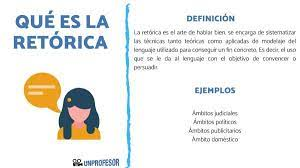 QUÉ ES LA
RETÓRICA
DEFINICIÓN
La retórica es el arte de hablar bien, se encarga de sistematizar
las técnicas tanto teóricas como aplicadas de modelaje del
lenguaje utilizado para conseguir un fin concreto. Es decir, el uso
que se le da al lenguaje con el objetivo de convencer o
persuadir.
EJEMPLOS
Ámbitos judiciales
Ámbitos políticos
Ámbitos publicitarios
Ámbito doméstico
UNPROFESOR